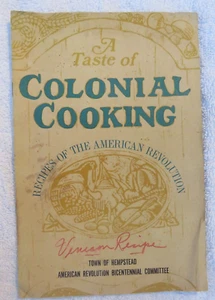 A
Taste of
COLONIAL
COOKING
RECIPES OF THE AMERICAN REVOLUTION
Venison Recipe
TOWN OF HEMPSTEAD
AMERICAN REVOLUTION BICENTENNIAL COMMITTEE